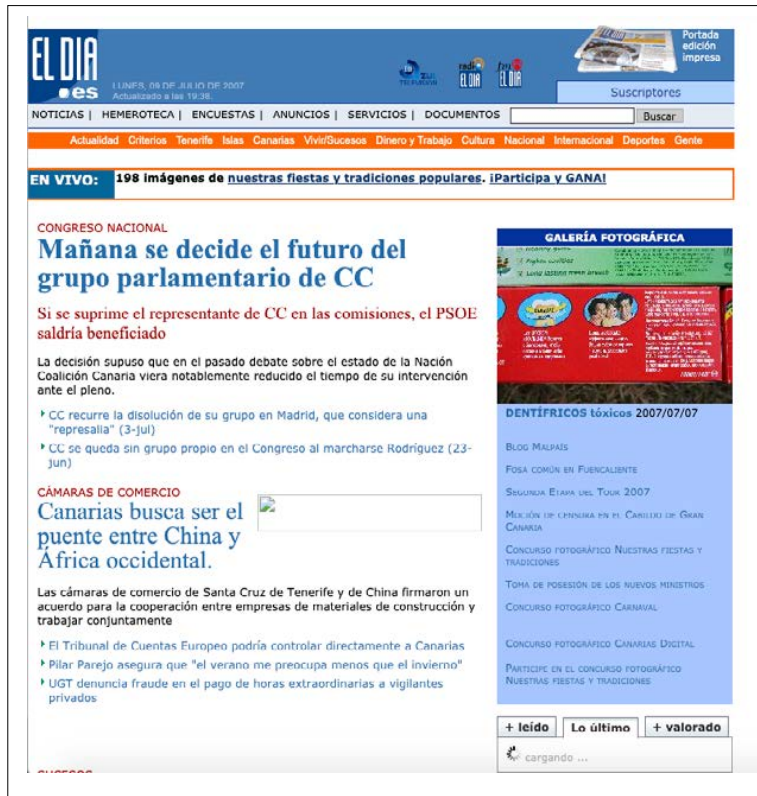 EL DIA
.es
LUNES, 09 DE JULIO DE 2007
Actualizado a las 19:38.
AZUL
TELEVISIÓN
radio
EL DIA
EL DIA
Portada
edición
impresa
Suscriptores
NOTICIAS | HEMEROTECA | ENCUESTAS | ANUNCIOS | SERVICIOS | DOCUMENTOS
Buscar
Actualidad Criterios Tenerife Islas Canarias Vivir/Sucesos Dinero y Trabajo Cultura Nacional Internacional Deportes Gente
EN VIVO: 198 imágenes de nuestras fiestas y tradiciones populares. ¡Participa y GANA!
CONGRESO NACIONAL
Mañana se decide el futuro del
grupo parlamentario de CC
Si se suprime el representante de CC en las comisiones, el PSOE
saldría beneficiado
La decisión supuso que en el pasado debate sobre el estado de la Nación
Coalición Canaria viera notablemente reducido el tiempo de su intervención
ante el pleno.
CC recurre la disolución de su grupo en Madrid, que considera una
"represalia" (3-jul)
CC se queda sin grupo propio en el Congreso al marcharse Rodríguez (23-
jun)
CÁMARAS DE COMERCIO
Canarias busca ser el
puente entre China y
África occidental.
Las cámaras de comercio de Santa Cruz de Tenerife y de China firmaron un
acuerdo para la cooperación entre empresas de materiales de construcción y
trabajar conjuntamente
El Tribunal de Cuentas Europeo podría controlar directamente a Canarias
Pilar Parejo asegura que "el verano me preocupa menos que el invierno"
UGT denuncia fraude en el pago de horas extraordinarias a vigilantes
privados
SUCESOS
GALERÍA FOTOGRÁFICA
DENTÍFRICOS tóxicos 2007/07/07
BLOG MALPAÍS
FOSA COMÚN EN FUENCALIENTE
SEGUNDA ETAPA DEL TOUR 2007
MOCIÓN DE CENSURA EN EL CABILDO DE GRAN
CANARIA
CONCURSO FOTOGRÁFICO NUESTRAS FIESTAS Y
TRADICIONES
TOMA DE POSESIÓN DE LOS NUEVOS MINISTROS
CONCURSO FOTOGRÁFICO CARNAVAL
CONCURSO FOTOGRÁFICO CANARIAS DIGITAL
PARTICIPE EN EL CONCURSO FOTOGRÁFICO
NUESTRAS FIESTAS Y TRADICIONES
+ leído Lo último + valorado
cargando ...